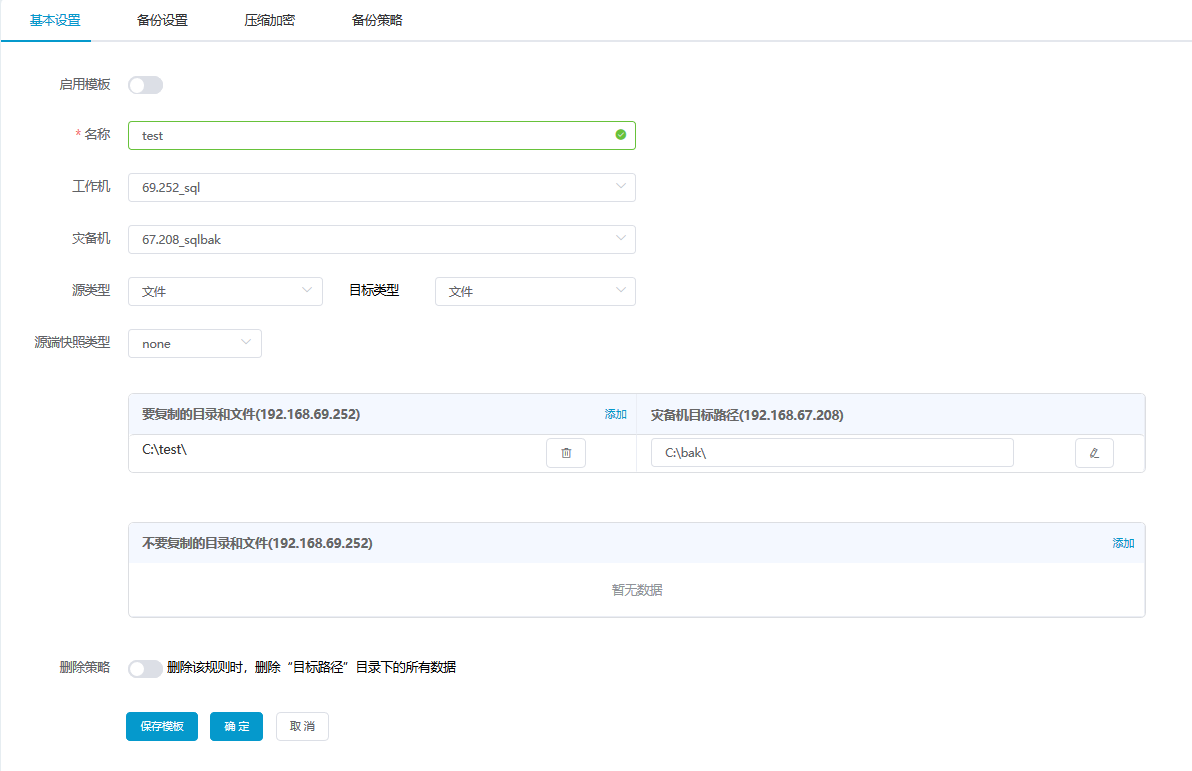 基本设置 备份设置 压缩加密 备份策略
启用模板
* 名称 test
工作机 69.252_sql
灾备机 67.208_sqlbak
源类型 文件 目标类型 文件
源端快照类型 none
要复制的目录和文件(192.168.69.252) 添加 灾备机目标路径(192.168.67.208)
C:\test\ C:\bak\
不要复制的目录和文件(192.168.69.252) 添加
暂无数据
删除策略 删除该规则时，删除“目标路径”目录下的所有数据
保存模板 确 定 取 消